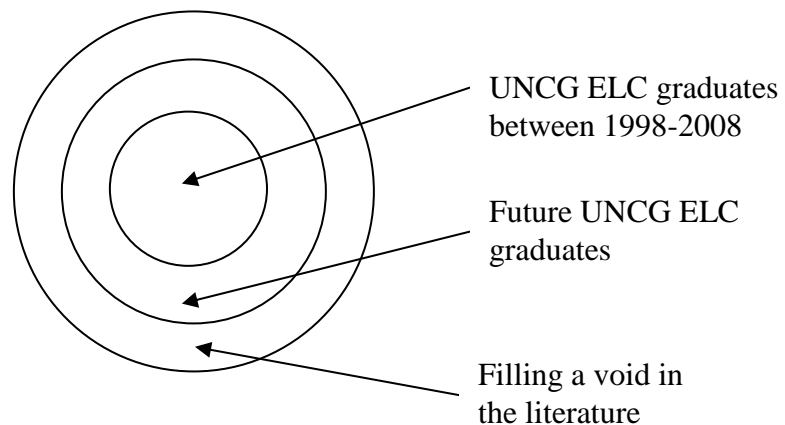 UNCG ELC graduates
between 1998-2008
Future UNCG ELC
graduates
Filling a void in
the literature